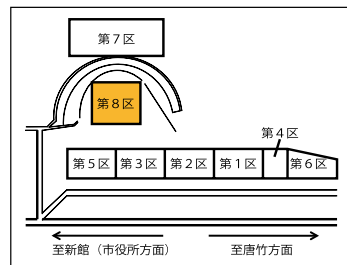 第7区
第8区
第4区
第5区
第3区
第2区
第1区
第6区
至新館（市役所方面）
至唐竹方面